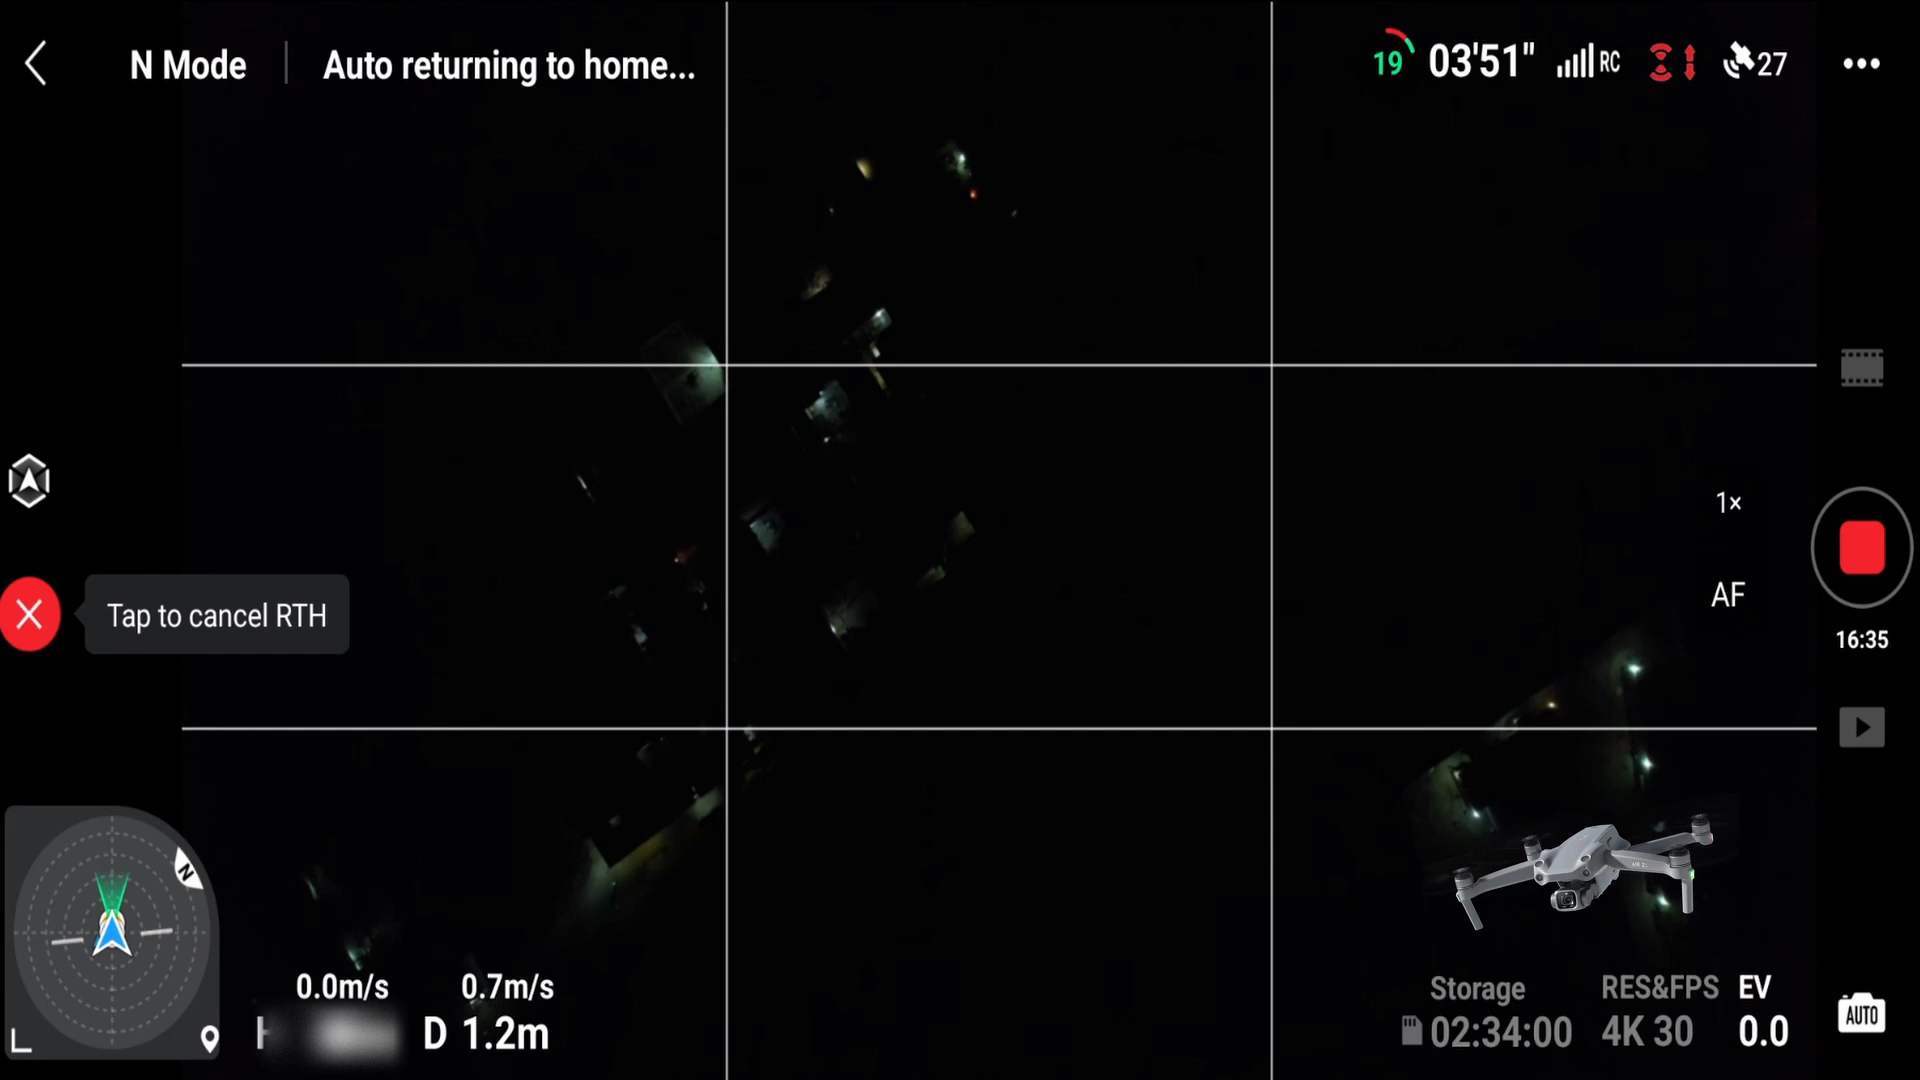 N Mode
Auto returning to home...
19
03'51"
RC
27
1×
AF
Tap to cancel RTH
16:35
N
0.0m/s
0.7m/s
H
D 1.2m
Storage
02:34:00
RES&FPS
4K 30
EV
0.0
AUTO